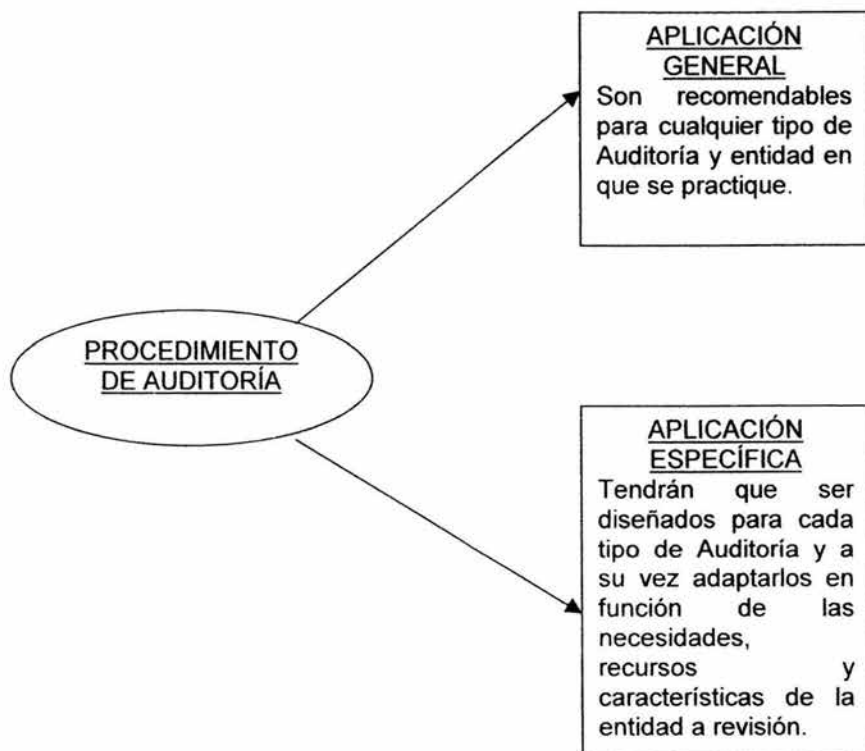 APLICACIÓN
GENERAL
Son recomendables
para cualquier tipo de
Auditoría y entidad en
que se practique.
PROCEDIMIENTO
DE AUDITORÍA
APLICACIÓN
ESPECÍFICA
Tendrán que ser
diseñados para cada
tipo de Auditoría y a
su vez adaptarlos en
función de las
necesidades,
recursos y
características de la
entidad a revisión.